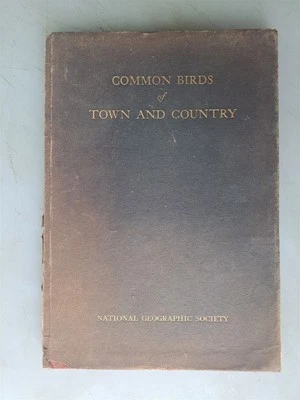 COMMON BIRDS
of
TOWN AND COUNTRY
NATIONAL GEOGRAPHIC SOCIETY